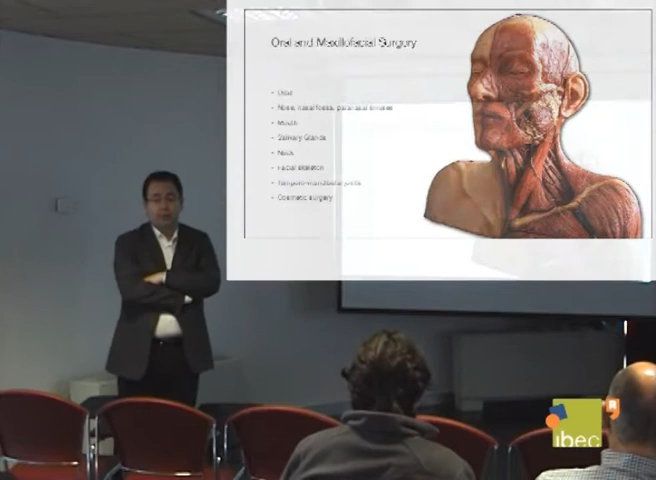 Oral and Maxillofacial Surgery
- Nose, nasal fossa, paranasal sinuses
- Mouth
- Salivary Glands
- Neck
- Facial skeleton
- Temporo-mandibular joints
- Cosmetic surgery
ibec